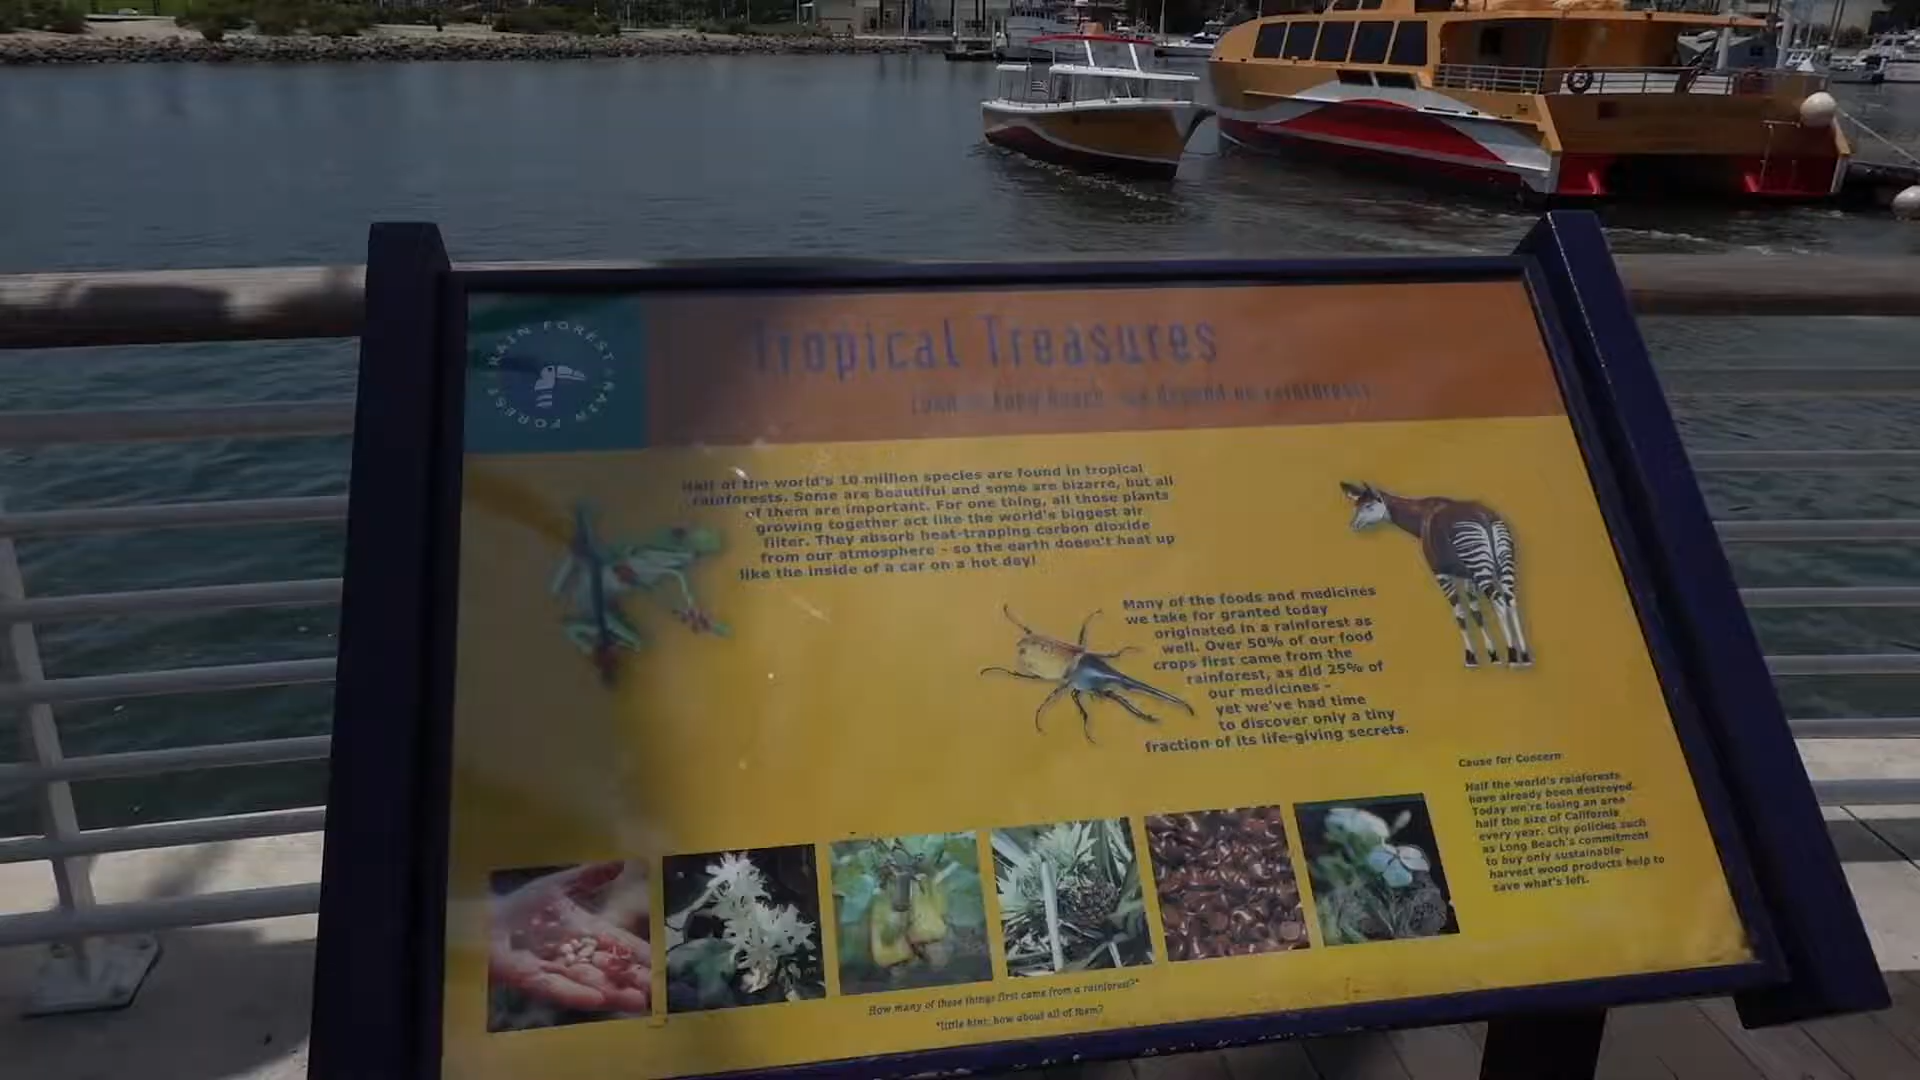 RAIN FOREST RAIN FOREST
Tropical Treasures
Long Beach, we depend on rainforests
Half of the world's 10 million species are found in tropical
rainforests. Some are beautiful and some are bizarre, but all
of them are important. For one thing, all those plants
growing together act like the world's biggest air
filter. They absorb heat-trapping carbon dioxide
from our atmosphere - so the earth doesn't heat up
like the inside of a car on a hot day!
Many of the foods and medicines
we take for granted today
originated in a rainforest as
well. Over 50% of our food
crops first came from the
rainforest, as did 25% of
our medicines -
yet we've had time
to discover only a tiny
fraction of its life-giving secrets.
Cause for Concern
Half the world's rainforests
have already been destroyed.
Today we're losing an area
half the size of California
every year. City policies such
as Long Beach's commitment
to buy only sustainable-
harvest wood products help to
save what's left.
How many of these things first came from a rainforest?*
*little hint: how about all of them?